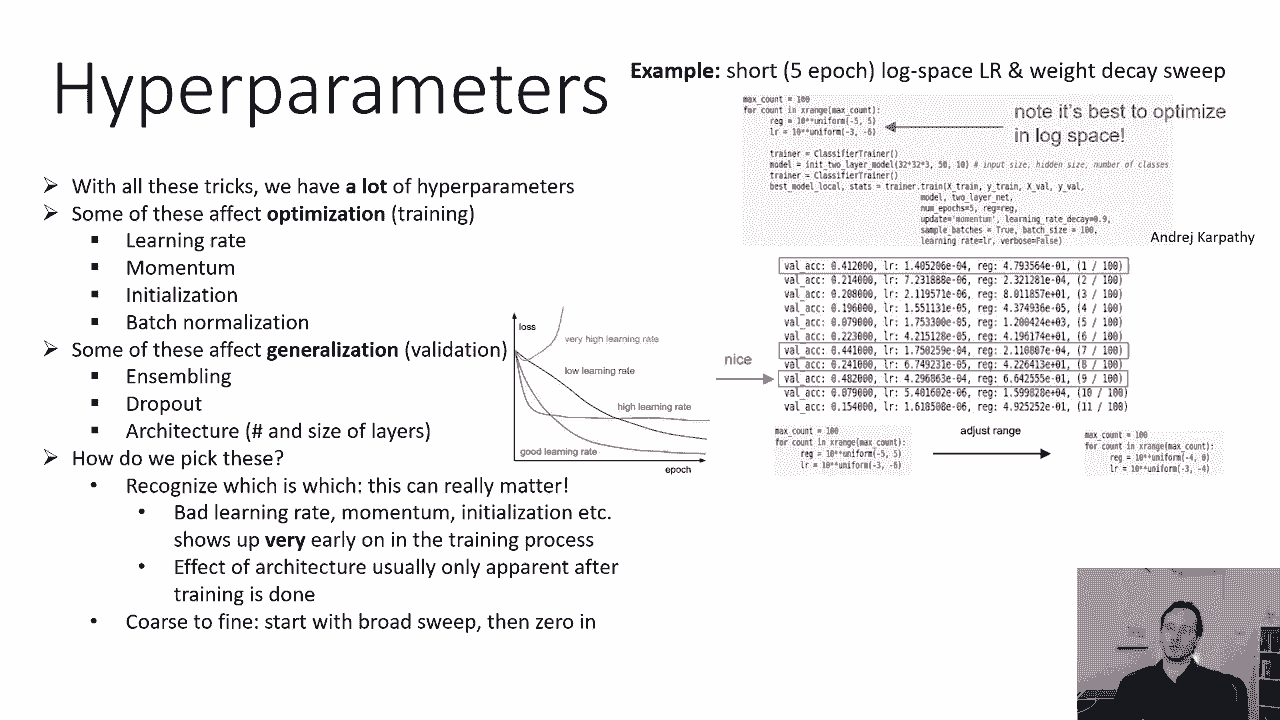 Hyperparameters
➢ With all these tricks, we have a lot of hyperparameters
➢ Some of these affect optimization (training)
▪ Learning rate
▪ Momentum
▪ Initialization
▪ Batch normalization
➢ Some of these affect generalization (validation)
▪ Ensembling
▪ Dropout
▪ Architecture (# and size of layers)
➢ How do we pick these?
• Recognize which is which: this can really matter!
• Bad learning rate, momentum, initialization etc.
shows up very early on in the training process
• Effect of architecture usually only apparent after
training is done
• Coarse to fine: start with broad sweep, then zero in
loss
very high learning rate
low learning rate
high learning rate
good learning rate
epoch
Example: short (5 epoch) log-space LR & weight decay sweep
max_count = 100
for count in xrange(max_count):
reg = 10**uniform(-5, 5)
lr = 10**uniform(-3, -6)
note it's best to optimize
in log space!
trainer = ClassifierTrainer()
model = init_two_layer_model(32*32*3, 50, 10) # input size, hidden size, number of classes
trainer = ClassifierTrainer()
best_model_local, stats = trainer.train(X_train, y_train, X_val, y_val,
model, two_layer_net,
num_epochs=5, reg=reg,
update='momentum', learning_rate_decay=0.9,
sample_batches = True, batch_size = 100,
learning_rate=lr, verbose=False)
Andrej Karpathy
val_acc: 0.412000, lr: 1.405206e-04, reg: 4.793564e-01, (1 / 100)
val_acc: 0.214000, lr: 7.231888e-06, reg: 2.321281e-04, (2 / 100)
val_acc: 0.208000, lr: 2.119571e-06, reg: 8.011857e+01, (3 / 100)
val_acc: 0.196000, lr: 1.551131e-05, reg: 4.374936e-05, (4 / 100)
val_acc: 0.079000, lr: 1.753300e-05, reg: 1.200424e+03, (5 / 100)
val_acc: 0.223000, lr: 4.215128e-05, reg: 4.196174e+01, (6 / 100)
val_acc: 0.441000, lr: 1.750259e-04, reg: 2.110807e-04, (7 / 100)
val_acc: 0.241000, lr: 6.749231e-05, reg: 4.226413e+01, (8 / 100)
val_acc: 0.482000, lr: 4.296863e-04, reg: 6.642555e-01, (9 / 100)
val_acc: 0.079000, lr: 5.401602e-06, reg: 1.599828e+04, (10 / 100)
val_acc: 0.154000, lr: 1.618508e-06, reg: 4.925252e-01, (11 / 100)
nice
max_count = 100
for count in xrange(max_count):
reg = 10**uniform(-5, 5)
lr = 10**uniform(-3, -6)
adjust range
max_count = 100
for count in xrange(max_count):
reg = 10**uniform(-4, 0)
lr = 10**uniform(-3, -4)